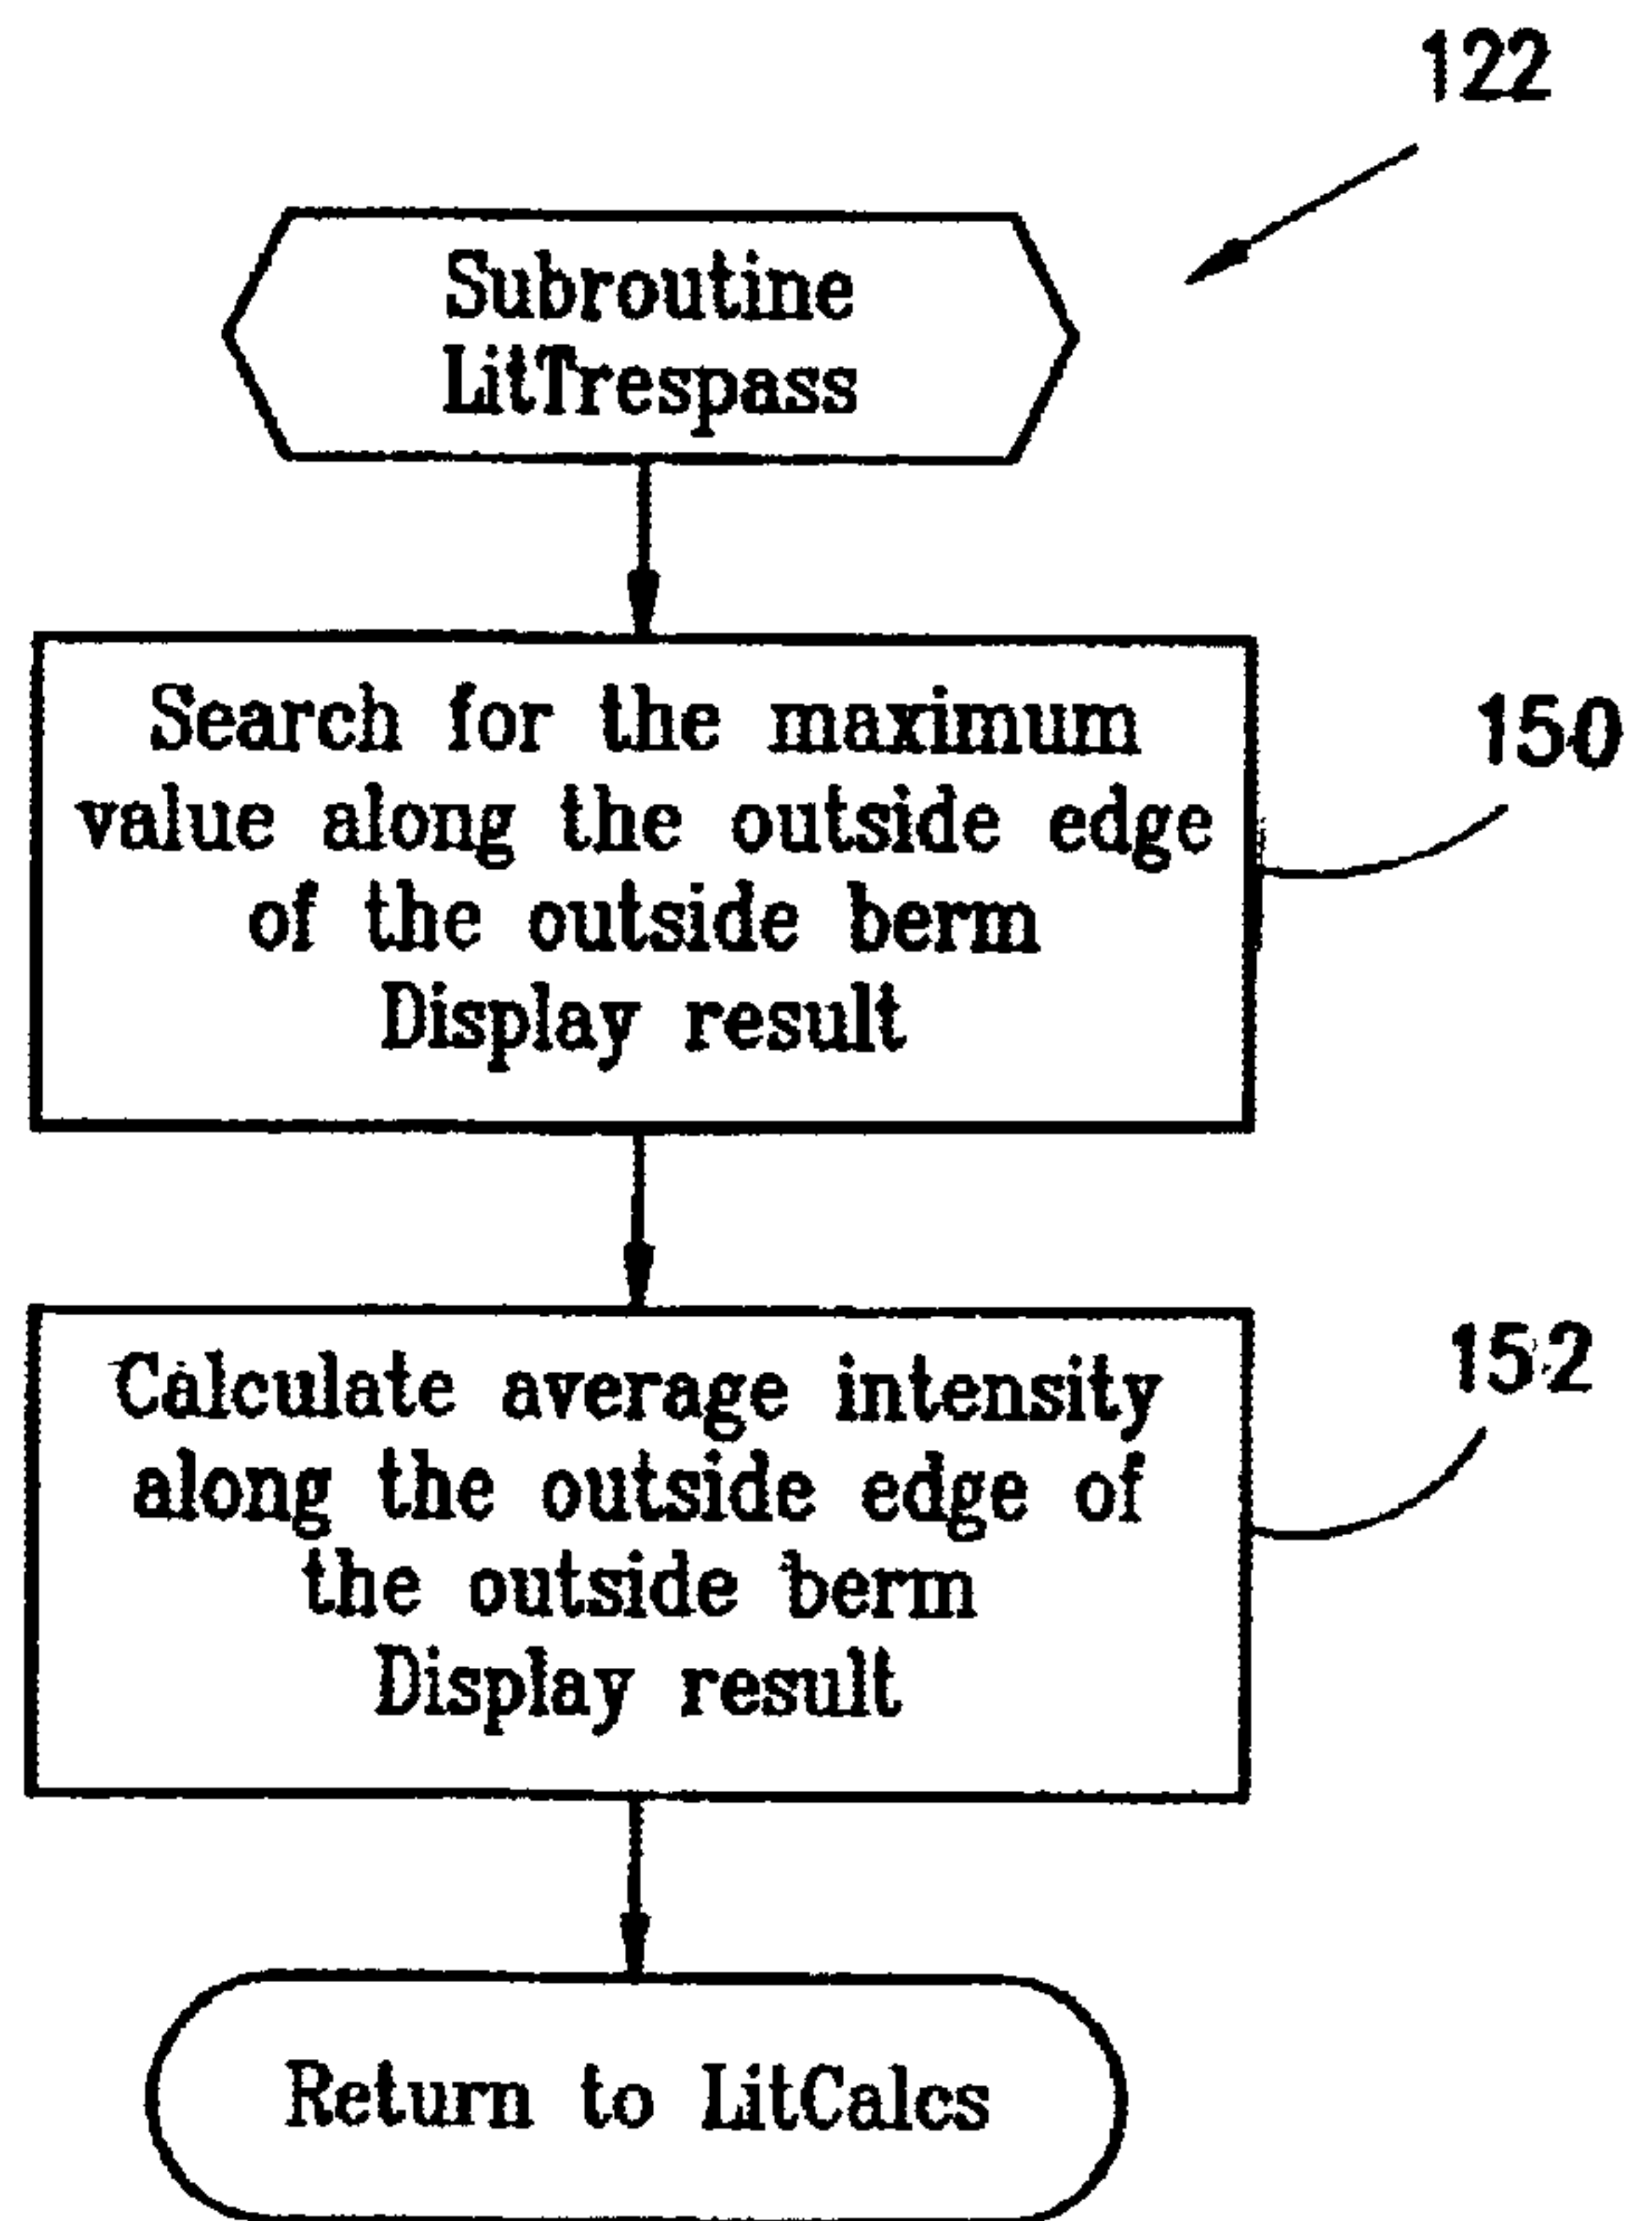 122
Subroutine
LitTrespass
Search for the maximum
value along the outside edge
of the outside berm
Display result
150
Calculate average intensity
along the outside edge of
the outside berm
Display result
152
Return to LitCalcs